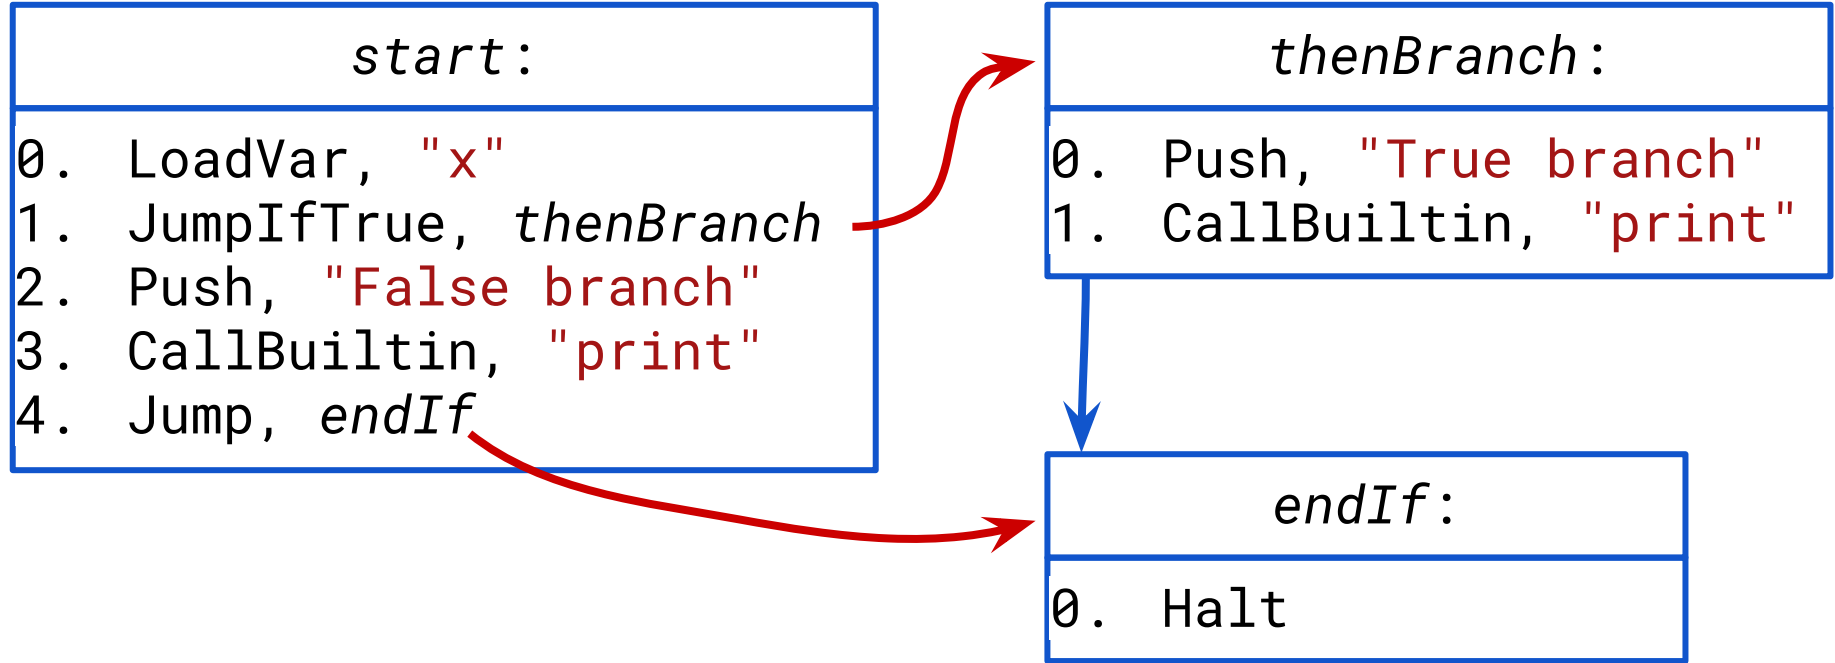 start:
0. LoadVar, "x"
1. JumpIfTrue, thenBranch
2. Push, "False branch"
3. CallBuiltin, "print"
4. Jump, endIf
thenBranch:
0. Push, "True branch"
1. CallBuiltin, "print"
endIf:
0. Halt